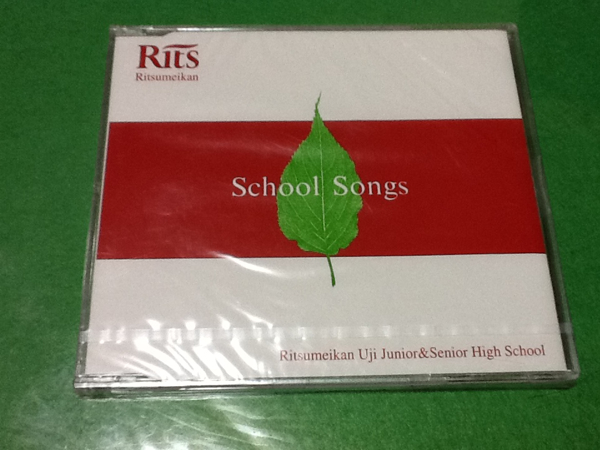 Rits
Ritsumeikan
School Songs
Ritsumeikan Uji Junior&Senior High School